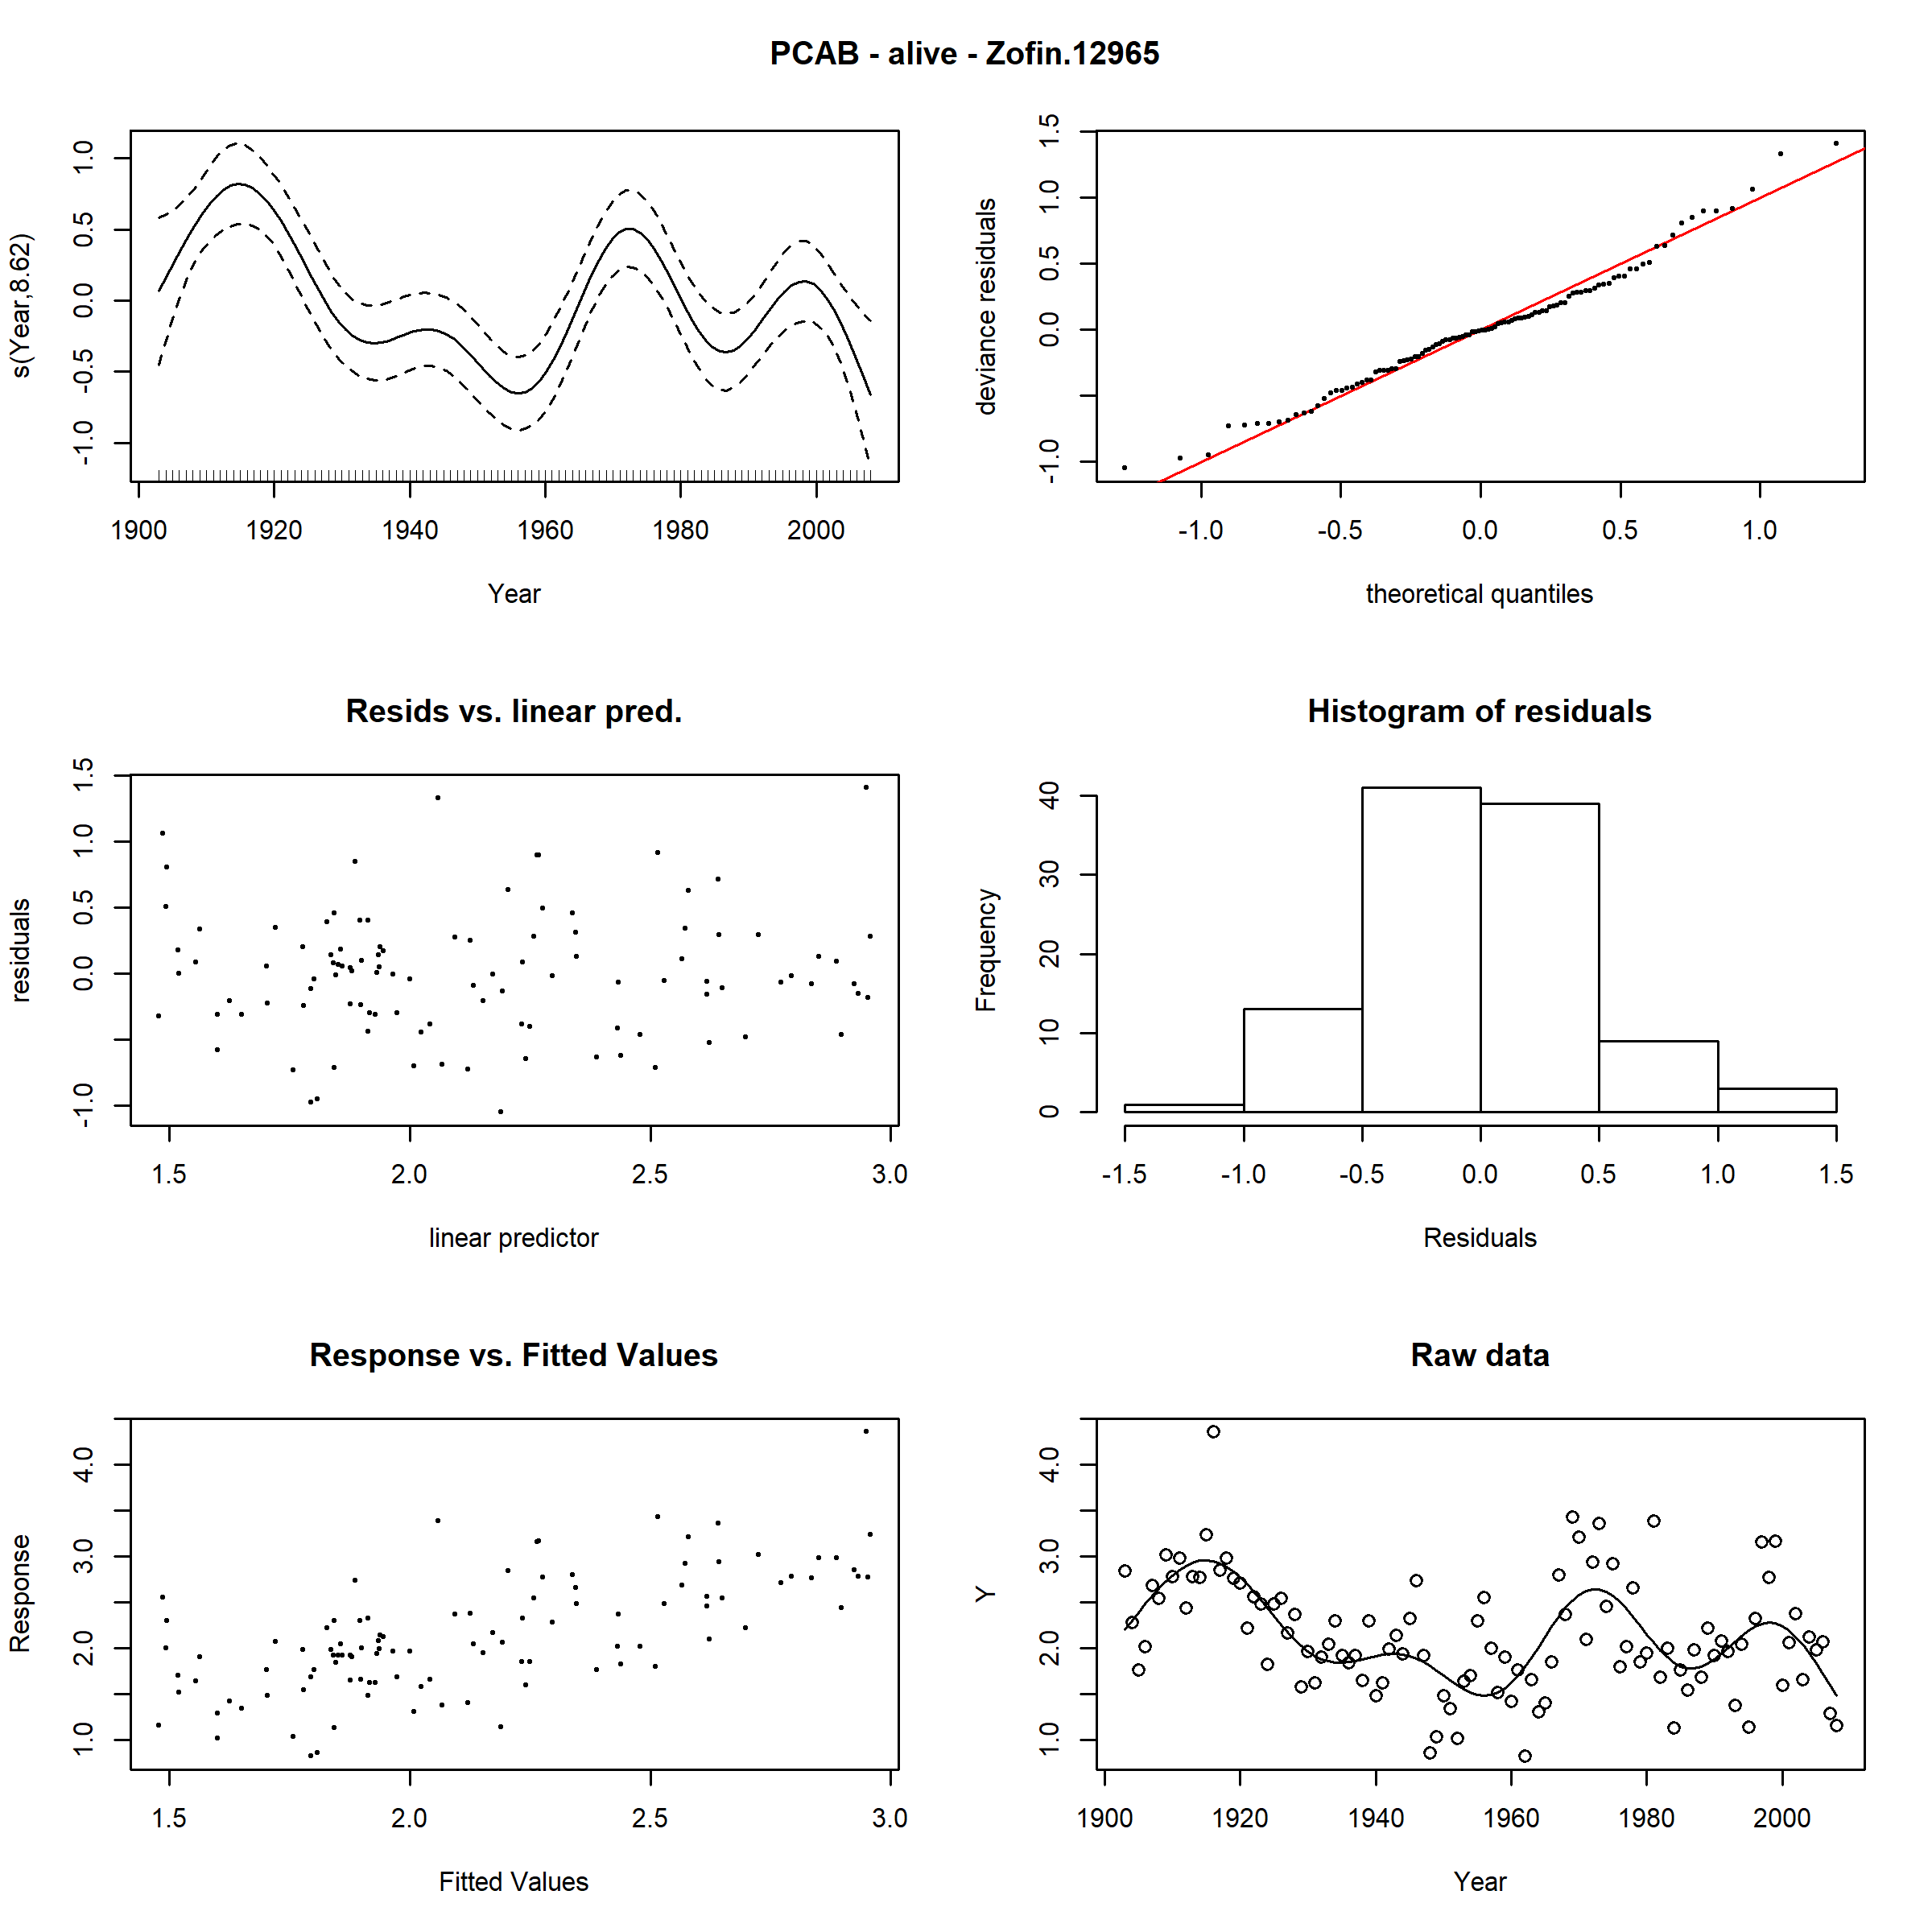 PCAB - alive - Zofin.12965
s(Year,8.62)
1.0
0.5
0.0
-0.5
-1.0
1900 1920 1940 1960 1980 2000
Year
deviance residuals
1.5
1.0
0.5
0.0
-1.0
-1.0 -0.5 0.0 0.5 1.0
theoretical quantiles
Resids vs. linear pred.
residuals
1.5
1.0
0.5
0.0
-1.0
1.5 2.0 2.5 3.0
linear predictor
Histogram of residuals
Frequency
40
30
20
10
0
-1.5 -1.0 -0.5 0.0 0.5 1.0 1.5
Residuals
Response vs. Fitted Values
Response
4.0
3.0
2.0
1.0
1.5 2.0 2.5 3.0
Fitted Values
Raw data
Y
4.0
3.0
2.0
1.0
1900 1920 1940 1960 1980 2000
Year